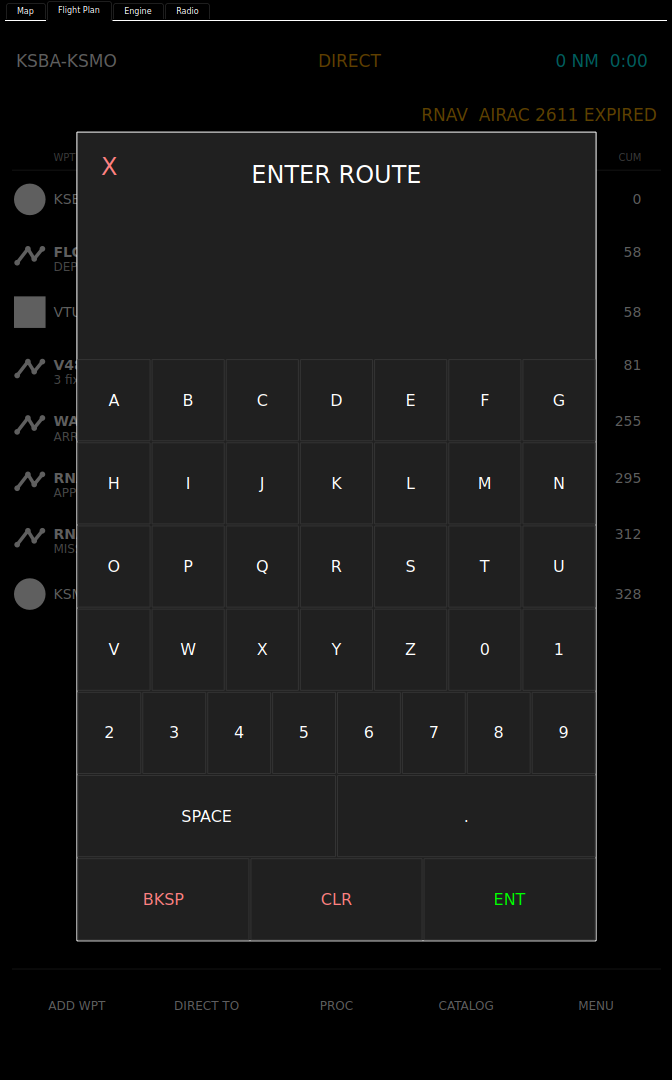 Map Flight Plan Engine Radio
KSBA-KSMO DIRECT 0 NM 0:00
RNAV AIRAC 2611 EXPIRED
WPT CUM
0
58
58
V4 81
3 fix
255
295
312
328
X ENTER ROUTE
A B C D E F G
H I J K L M N
O P Q R S T U
V W X Y Z 0 1
2 3 4 5 6 7 8 9
SPACE .
BKSP CLR ENT
ADD WPT DIRECT TO PROC CATALOG MENU